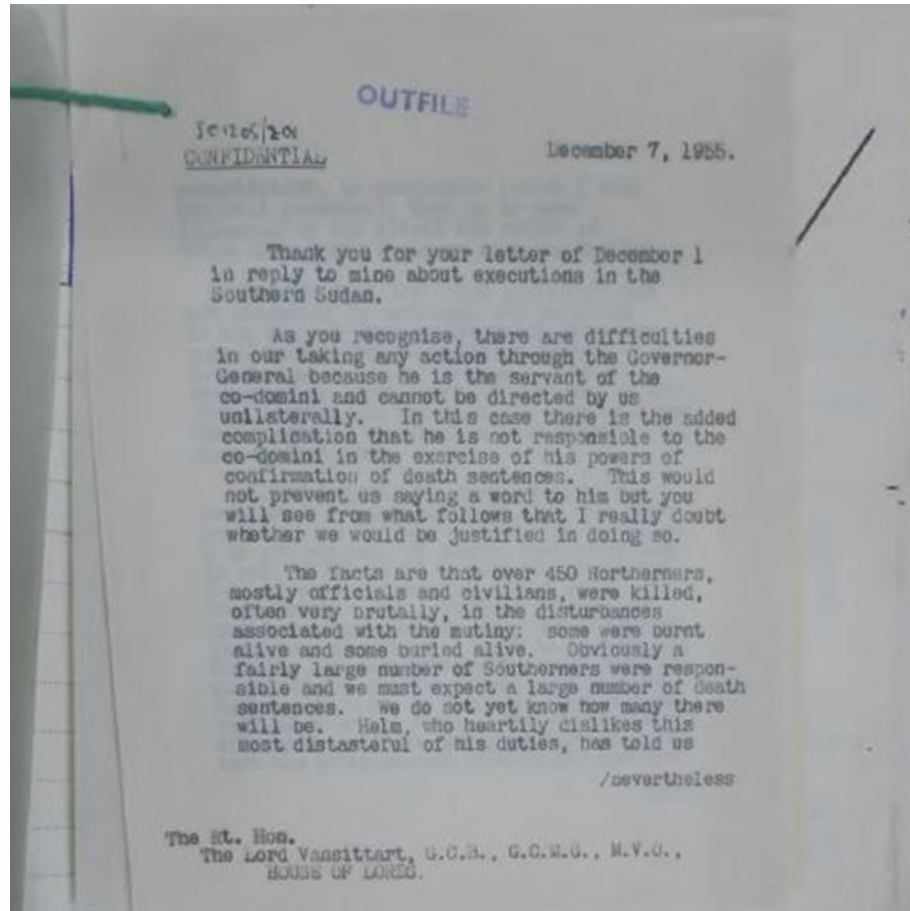 OUTFILE
JE1206/201
CONFIDENTIAL
December 7, 1955.
Thank you for your letter of December 1
in reply to mine about executions in the
Southern Sudan.
As you recognise, there are difficulties
in our taking any action through the Governor-
General because he is the servant of the
co-domini and cannot be directed by us
unilaterally. In this case there is the added
complication that he is not responsible to the
co-domini in the exercise of his powers of
confirmation of death sentences. This would
not prevent us saying a word to him but you
will see from what follows that I really doubt
whether we would be justified in doing so.
The facts are that over 450 Northerners,
mostly officials and civilians, were killed,
often very brutally, in the disturbances
associated with the mutiny: some were burnt
alive and some buried alive. Obviously a
fairly large number of Southerners were respon-
sible and we must expect a large number of death
sentences. We do not yet know how many there
will be. Helm, who heartily dislikes this
most distasteful of his duties, has told us
/nevertheless
The Rt. Hon.
The Lord Vansittart, G.C.B., G.C.M.G., M.V.O.,
HOUSE OF LORDS.